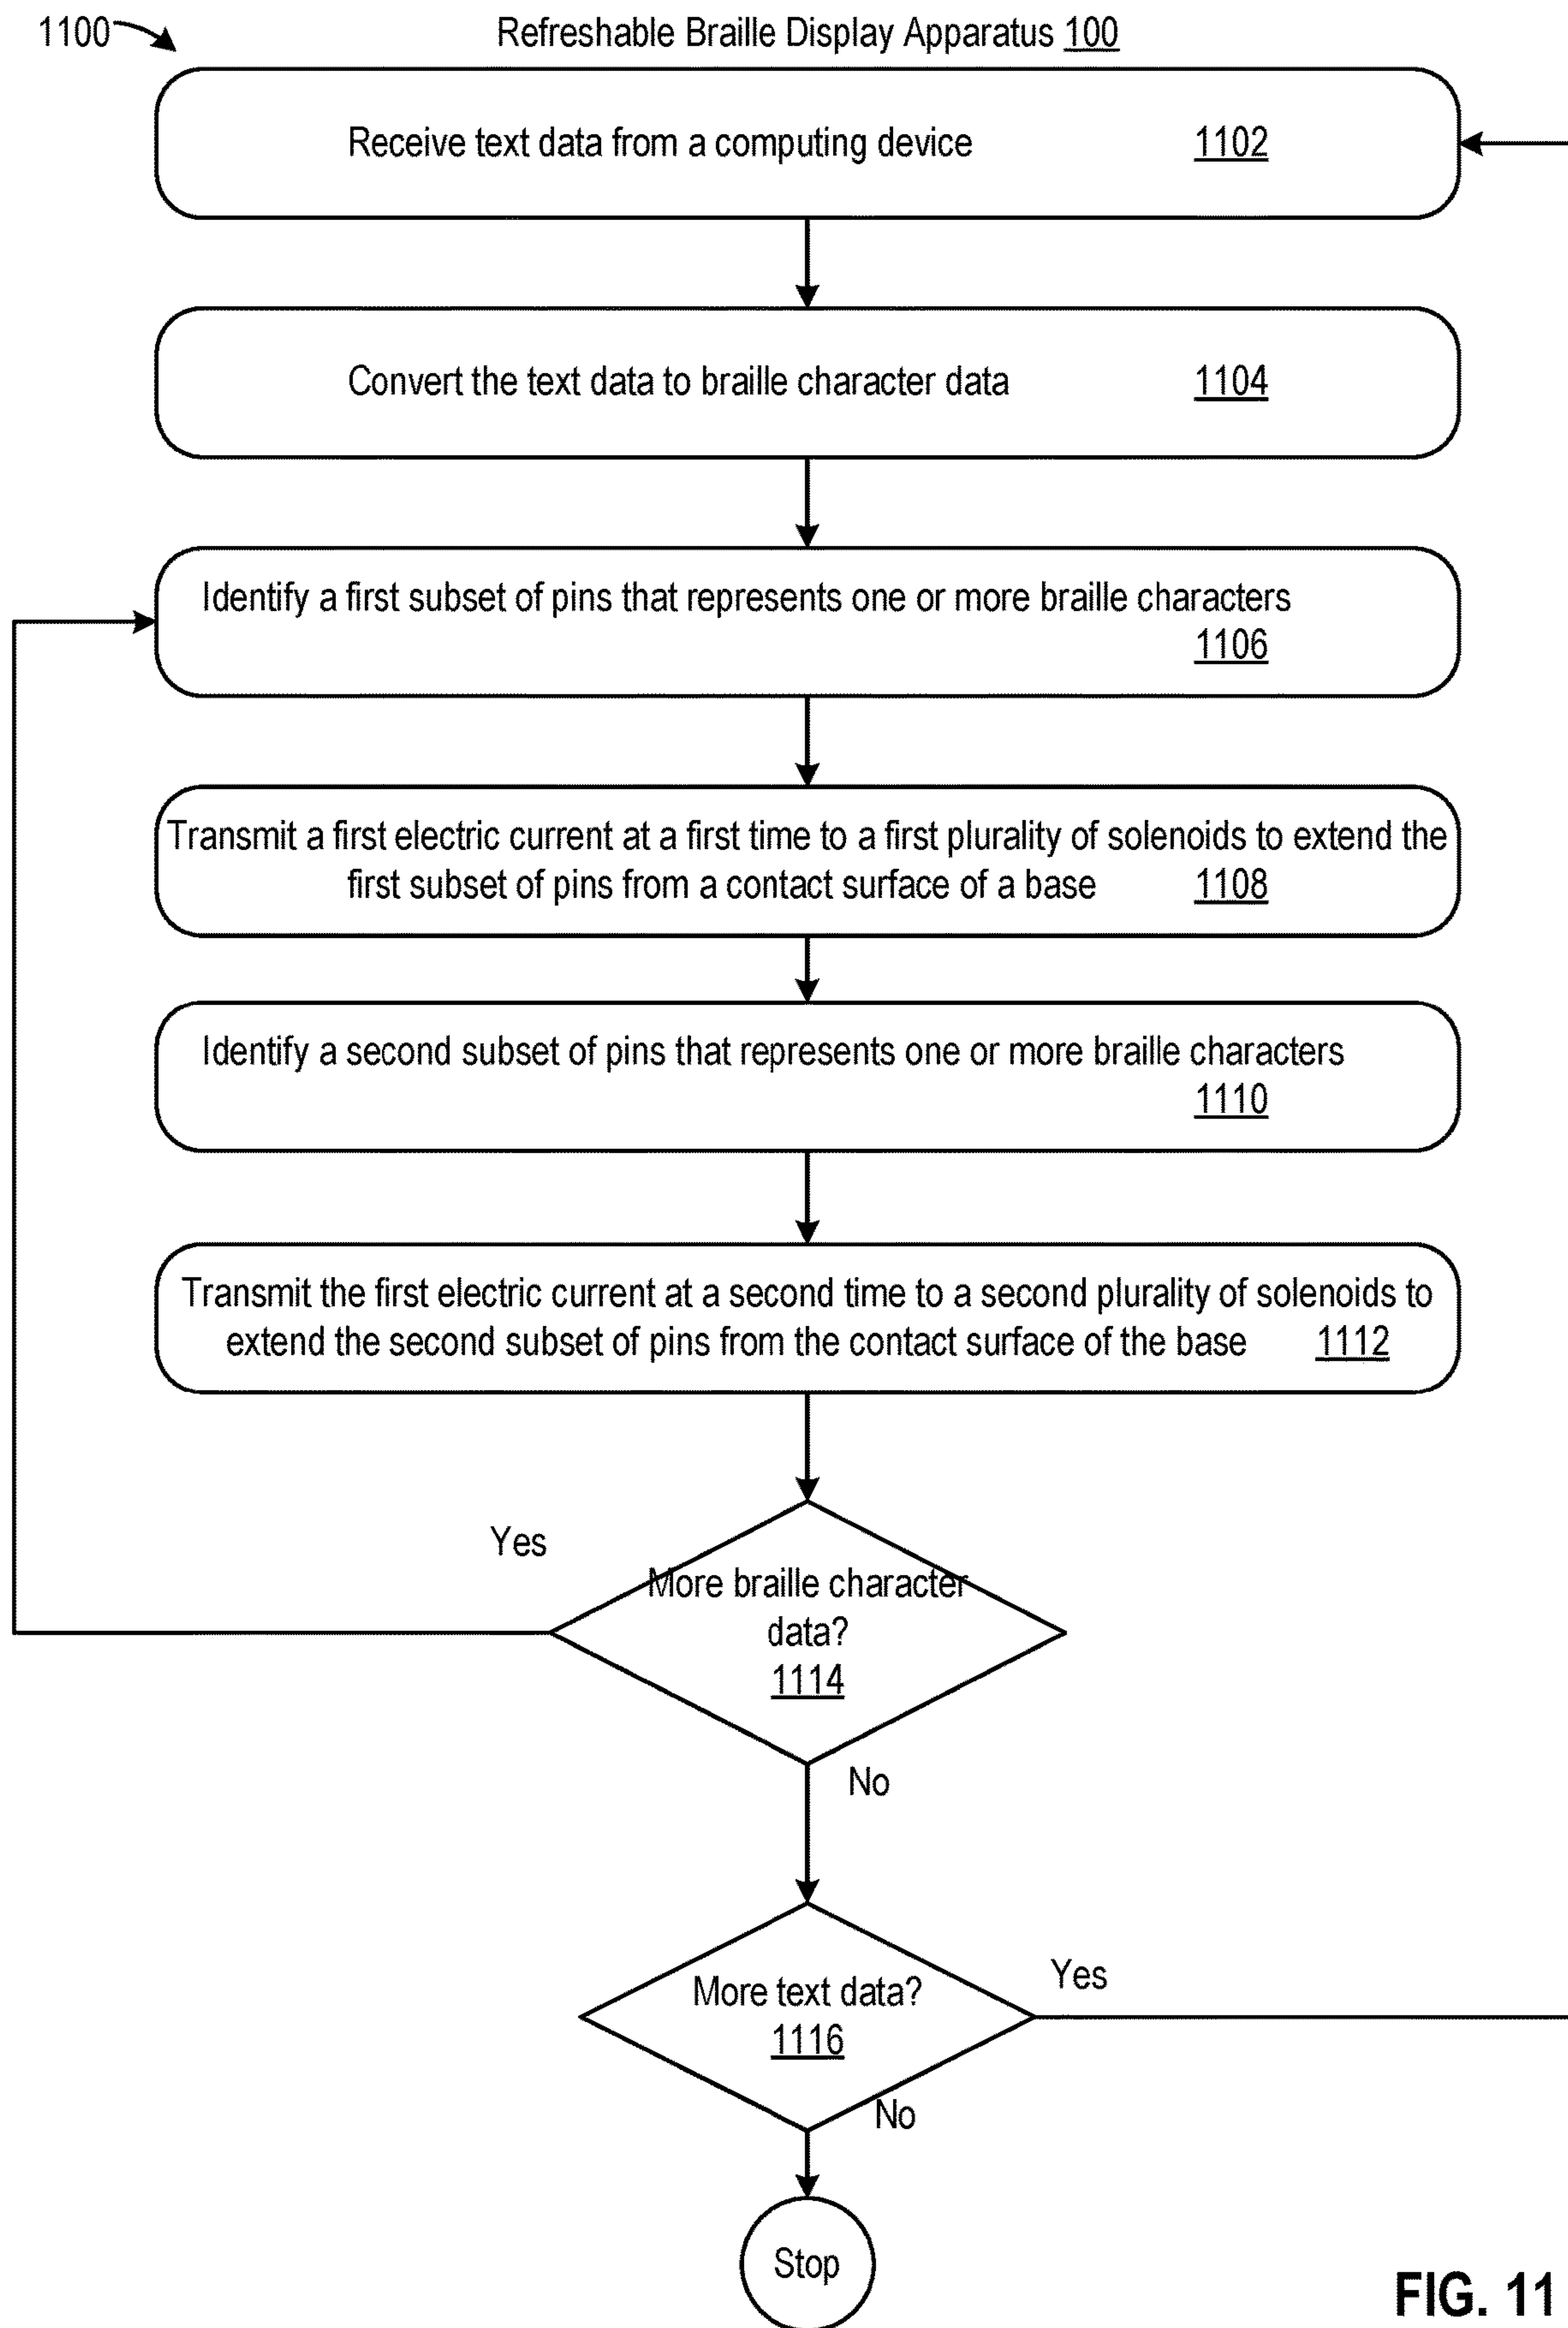 1100
Refreshable Braille Display Apparatus 100
Receive text data from a computing device 1102
Convert the text data to braille character data 1104
Identify a first subset of pins that represents one or more braille characters
1106
Transmit a first electric current at a first time to a first plurality of solenoids to extend the
first subset of pins from a contact surface of a base 1108
Identify a second subset of pins that represents one or more braille characters
1110
Transmit the first electric current at a second time to a second plurality of solenoids to
extend the second subset of pins from the contact surface of the base 1112
Yes
More braille character
data?
1114
No
More text data?
1116
Yes
No
Stop
FIG. 11